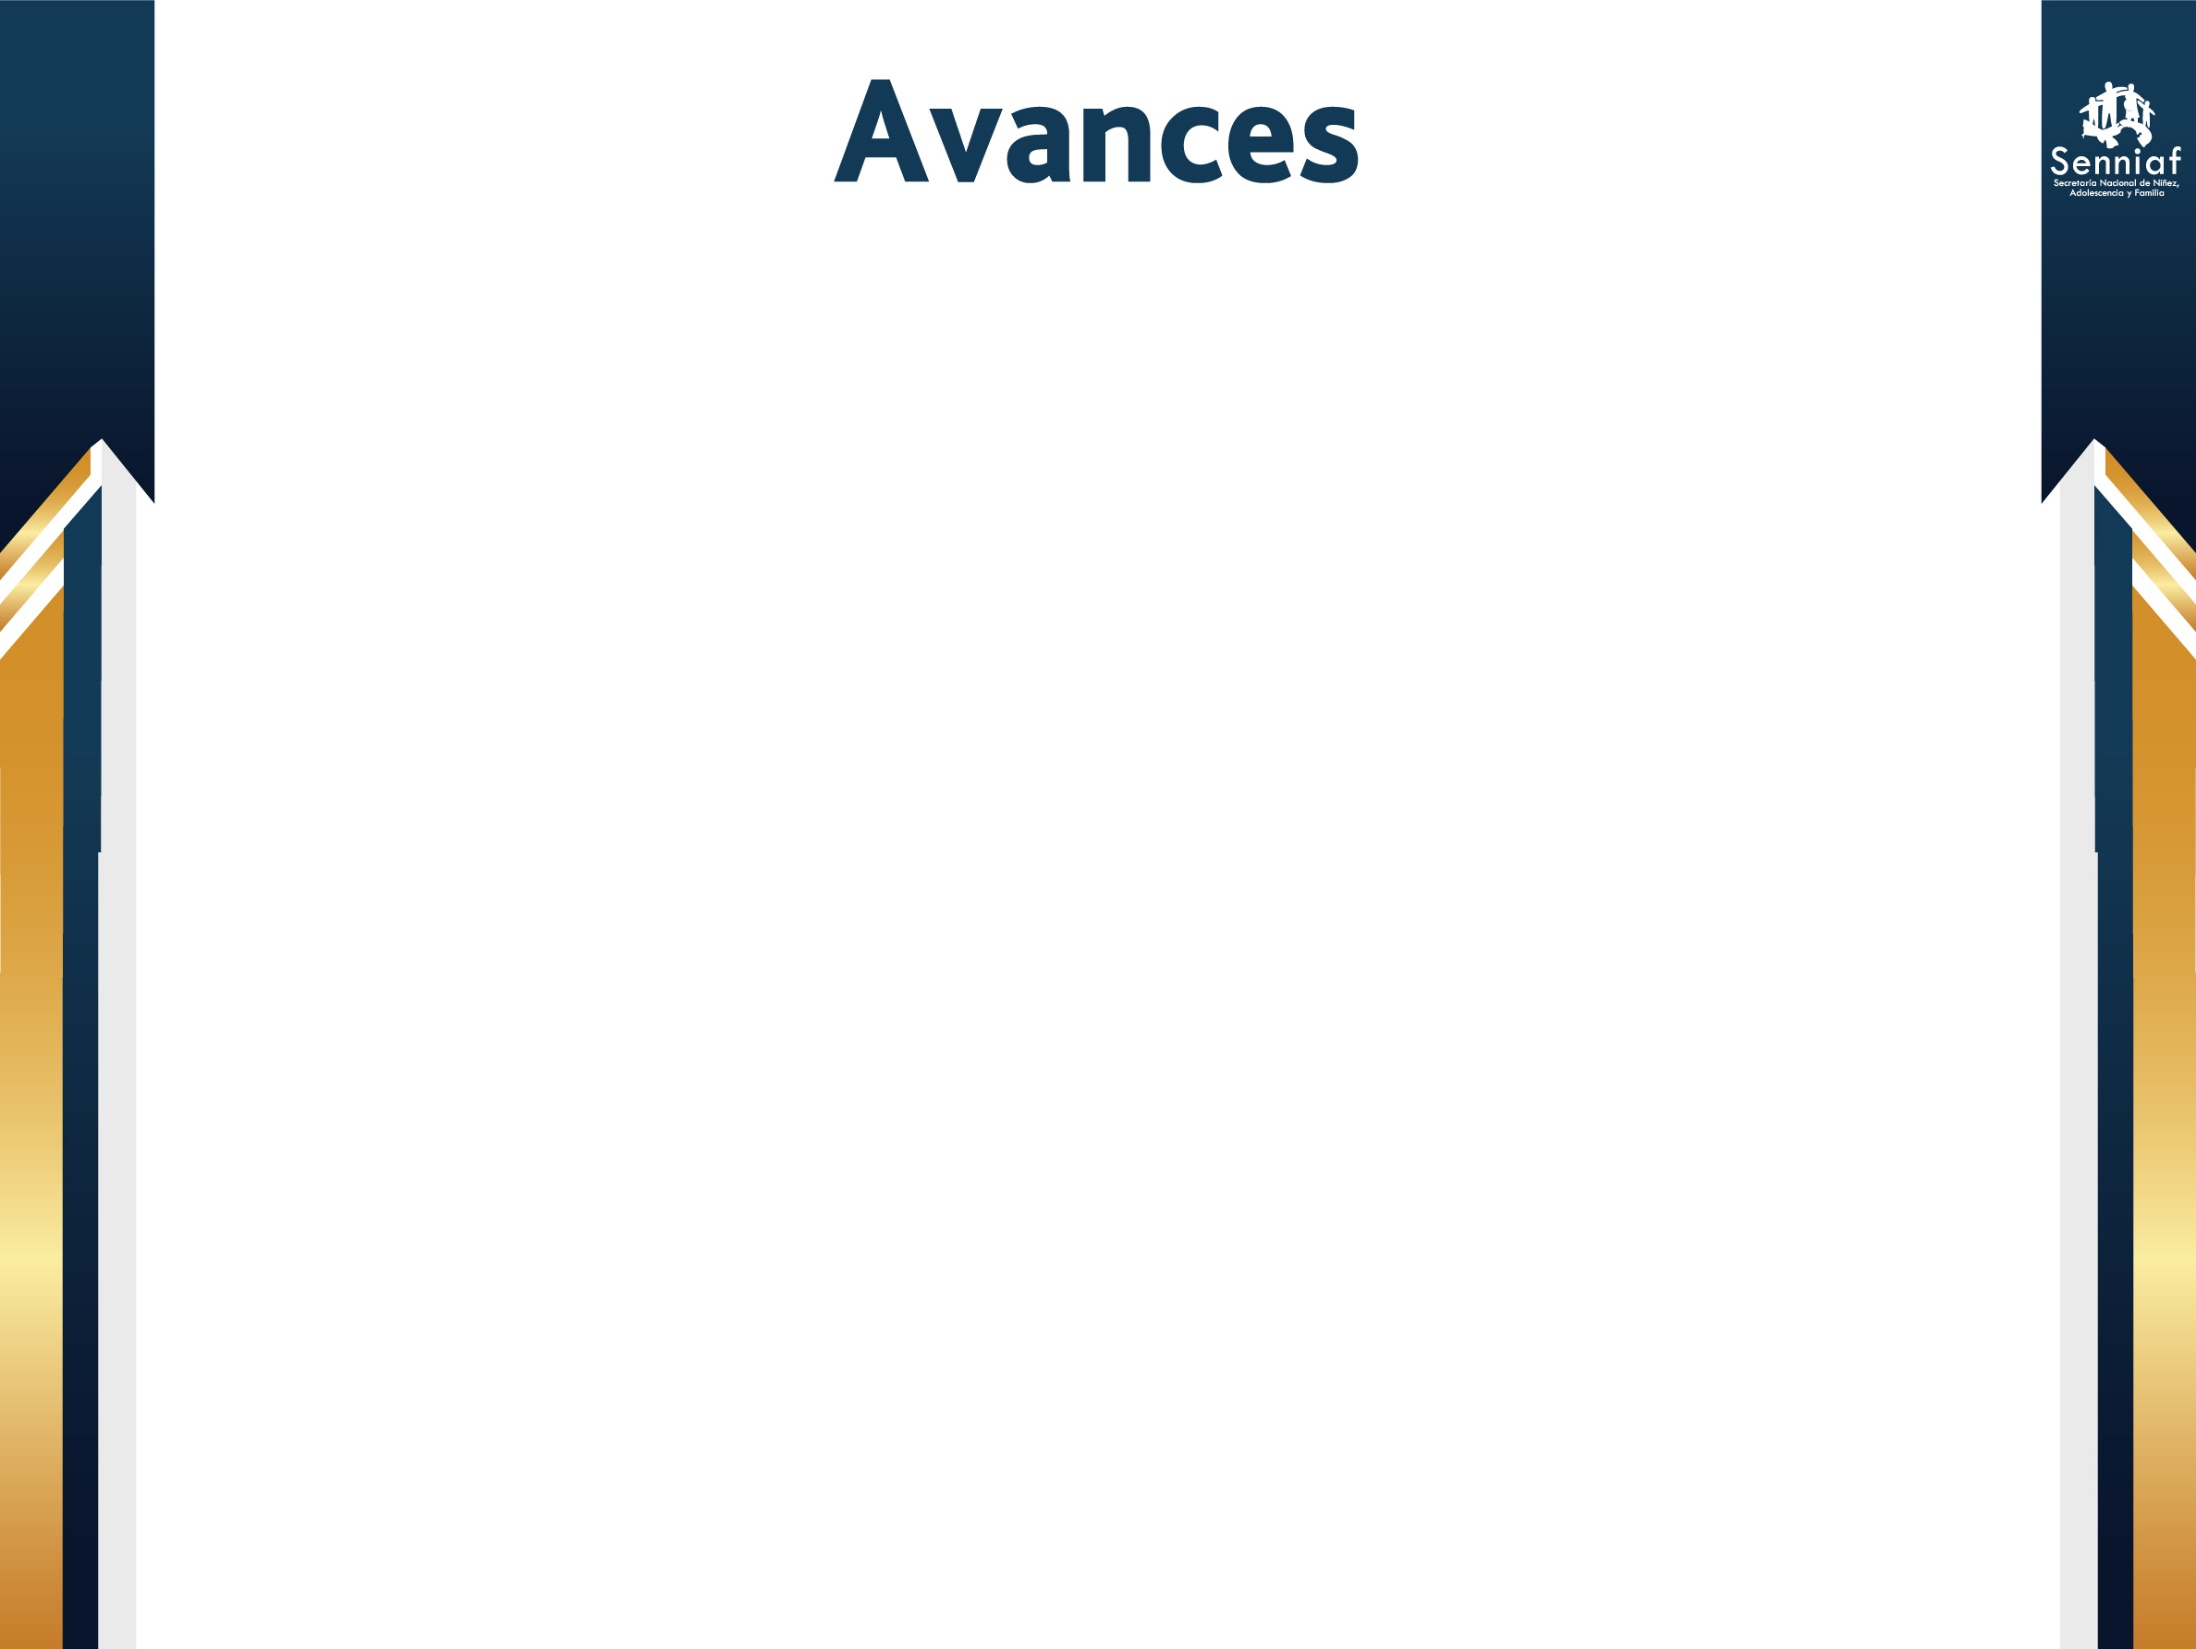 Avances
Senniaf
Secretaría Nacional de Niñez,
Adolescencia y Familia